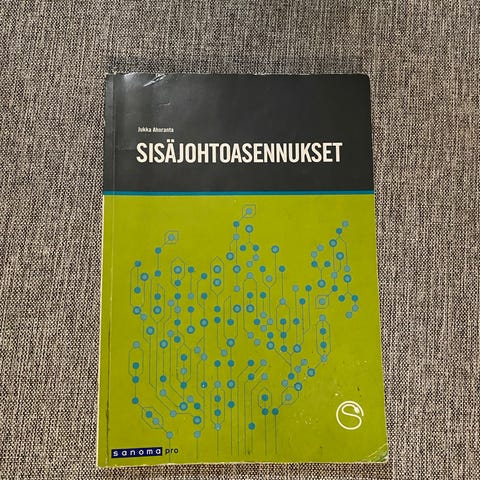 Jukka Ahoranta
SISÄJOHTOASENNUKSET
sanoma pro